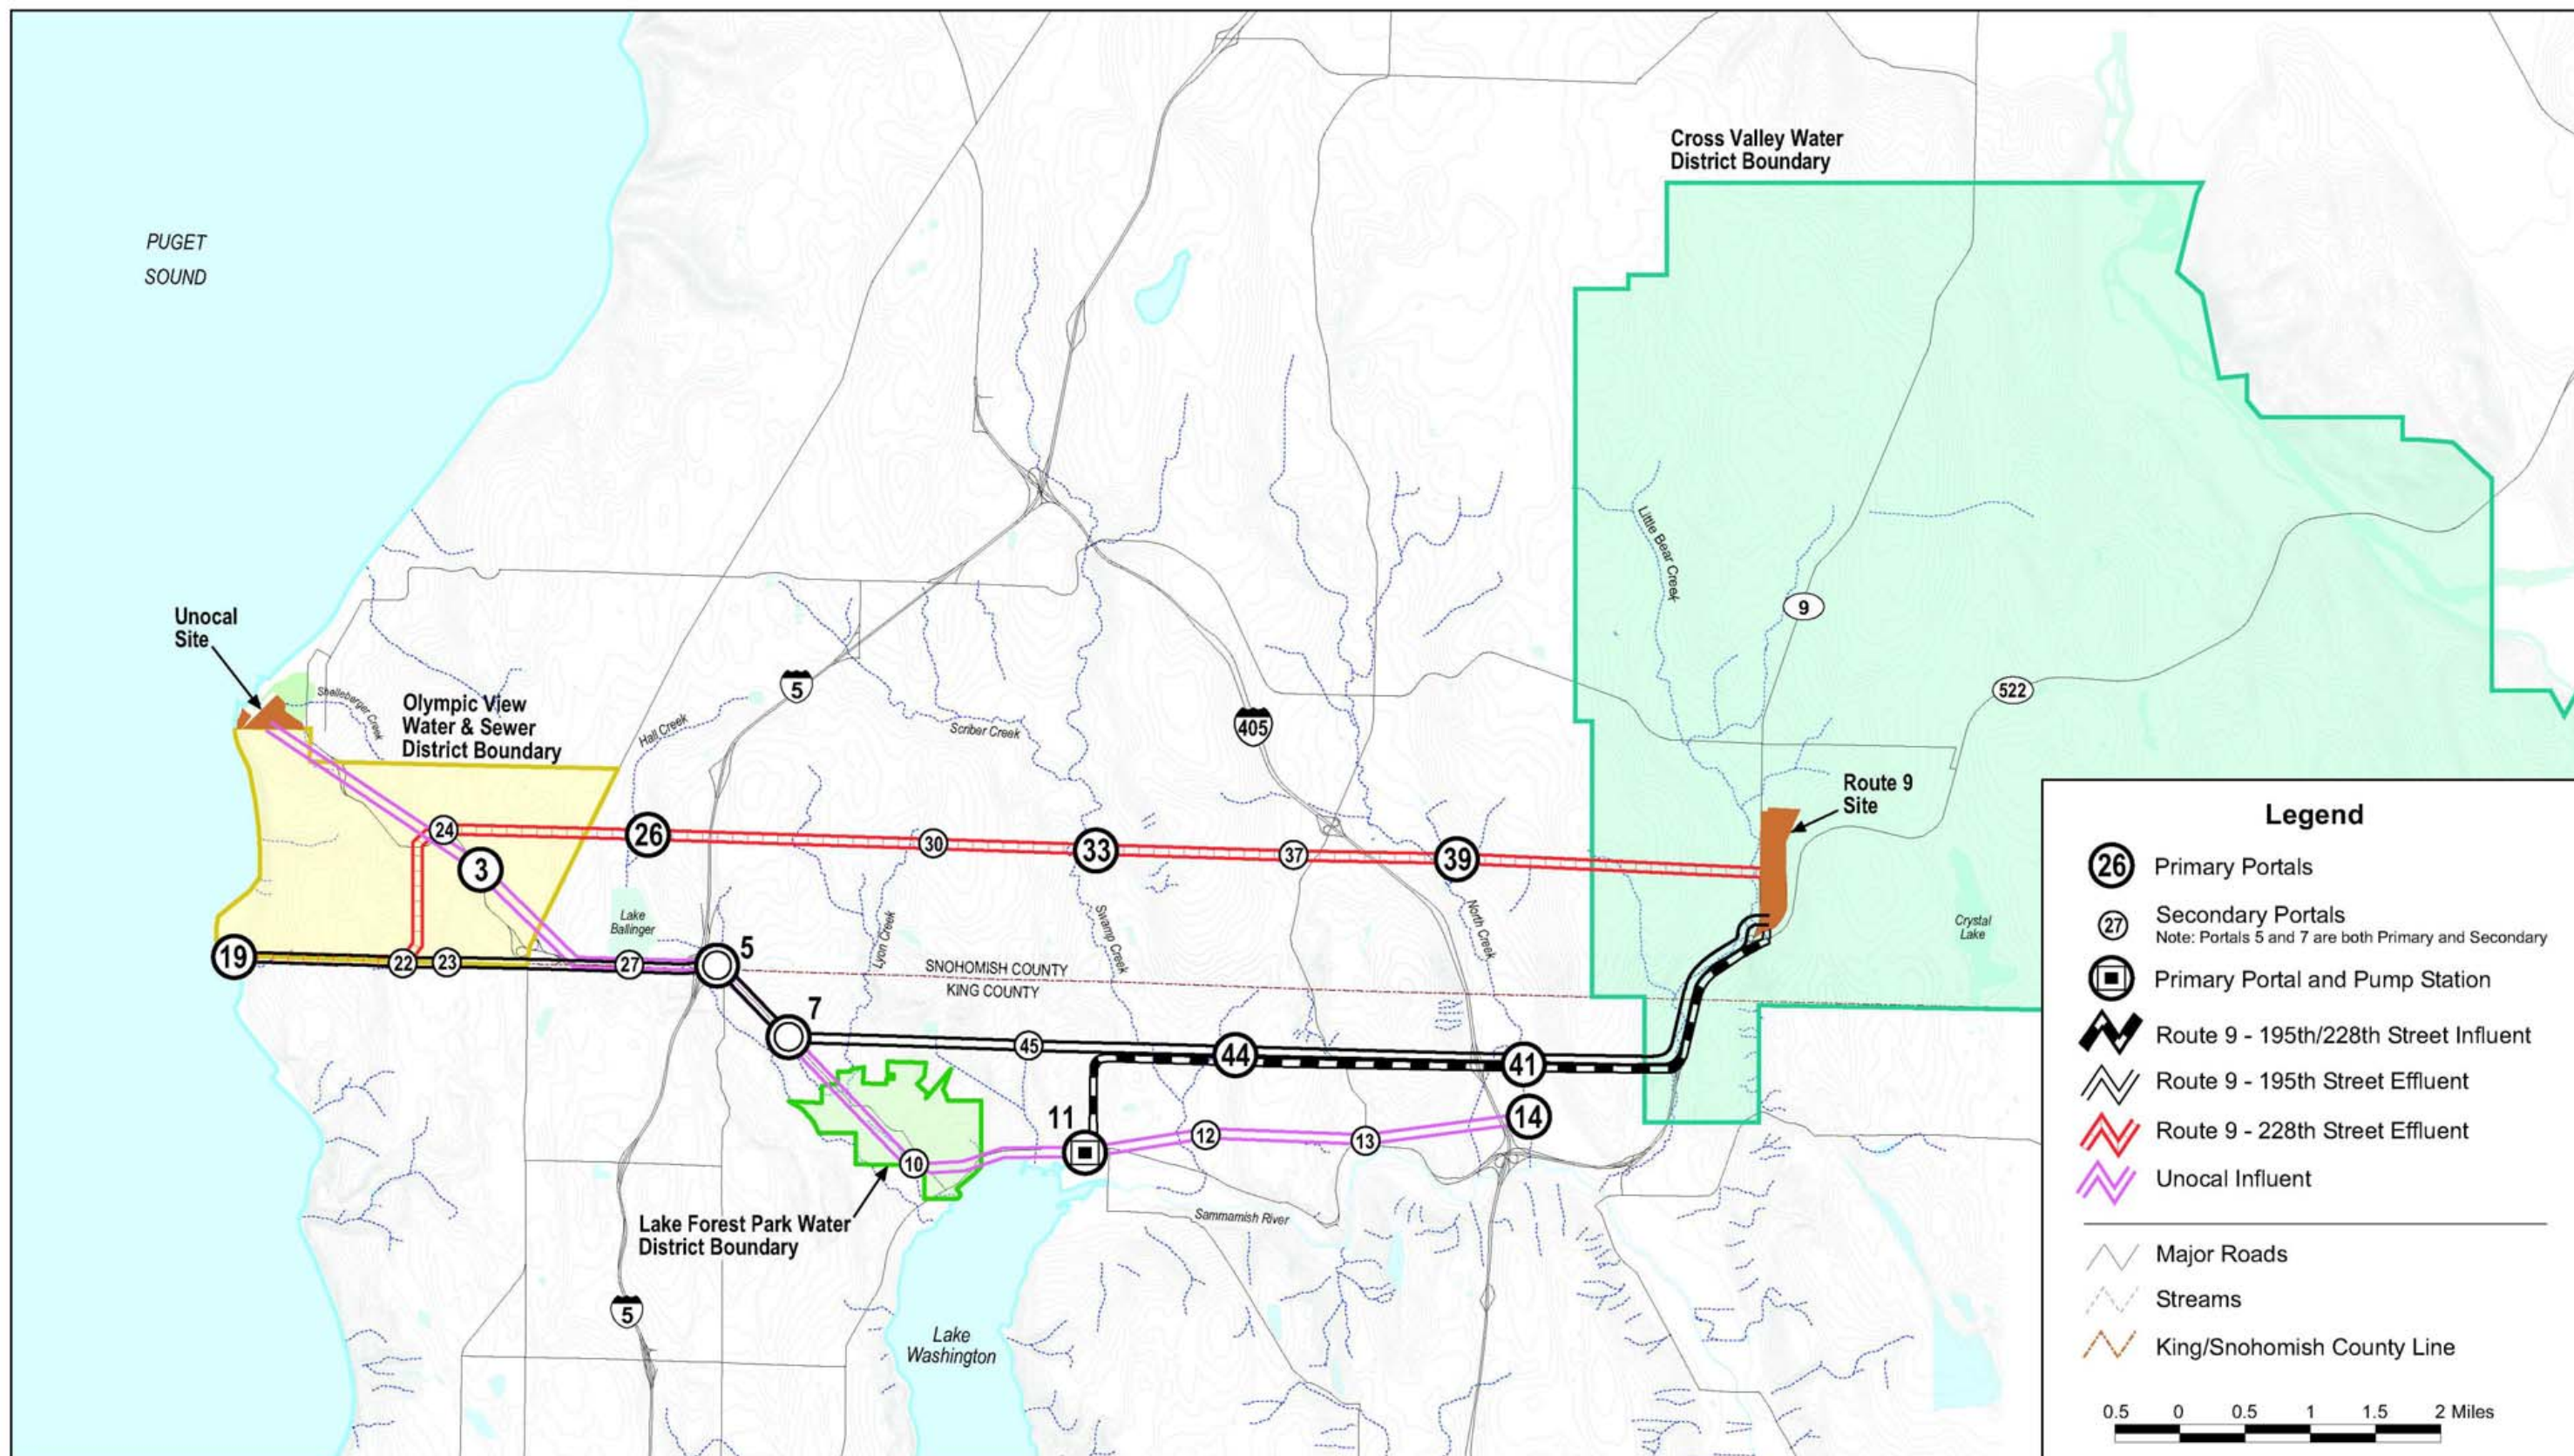 PUGET
SOUND
Cross Valley Water
District Boundary
Little Bear Creek
9
Unocal
Site
Shelleberger Creek
Olympic View
Water & Sewer
District Boundary
Hall Creek
5
Scriber Creek
405
522
Route 9
Site
24
26
30
33
37
39
3
Lake
Ballinger
Lyon Creek
Swamp Creek
North Creek
Crystal
Lake
19
22
23
27
5
SNOHOMISH COUNTY
KING COUNTY
7
45
44
41
11
14
12
13
10
Sammamish River
Lake Forest Park Water
District Boundary
5
Lake
Washington
Legend
26 Primary Portals
27 Secondary Portals
Note: Portals 5 and 7 are both Primary and Secondary
Primary Portal and Pump Station
Route 9 - 195th/228th Street Influent
Route 9 - 195th Street Effluent
Route 9 - 228th Street Effluent
Unocal Influent
Major Roads
Streams
King/Snohomish County Line
0.5 0 0.5 1 1.5 2 Miles